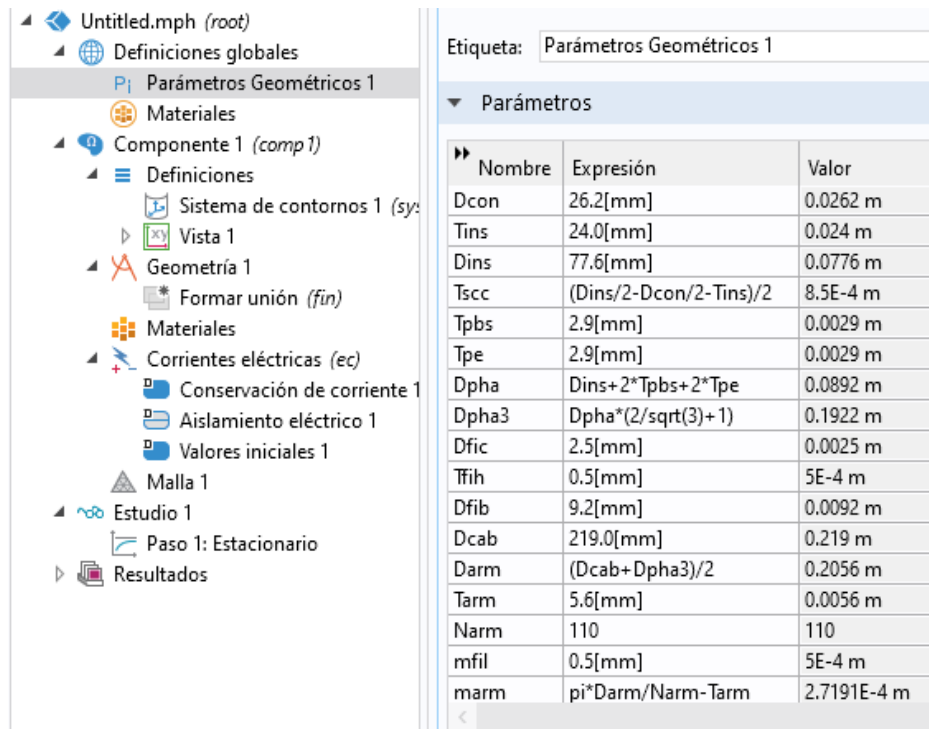 Untitled.mph (root)
Definiciones globales
Pi Parámetros Geométricos 1
Materiales
Componente 1 (comp1)
Definiciones
Sistema de contornos 1 (sys
Vista 1
Geometría 1
Formar unión (fin)
Materiales
Corrientes eléctricas (ec)
Conservación de corriente 1
Aislamiento eléctrico 1
Valores iniciales 1
Malla 1
Estudio 1
Paso 1: Estacionario
Resultados
Etiqueta: Parámetros Geométricos 1
Parámetros
Nombre Expresión Valor
Dcon 26.2[mm] 0.0262 m
Tins 24.0[mm] 0.024 m
Dins 77.6[mm] 0.0776 m
Tscc (Dins/2-Dcon/2-Tins)/2 8.5E-4 m
Tpbs 2.9[mm] 0.0029 m
Tpe 2.9[mm] 0.0029 m
Dpha Dins+2*Tpbs+2*Tpe 0.0892 m
Dpha3 Dpha*(2/sqrt(3)+1) 0.1922 m
Dfic 2.5[mm] 0.0025 m
Tfih 0.5[mm] 5E-4 m
Dfib 9.2[mm] 0.0092 m
Dcab 219.0[mm] 0.219 m
Darm (Dcab+Dpha3)/2 0.2056 m
Tarm 5.6[mm] 0.0056 m
Narm 110 110
mfil 0.5[mm] 5E-4 m
marm pi*Darm/Narm-Tarm 2.7191E-4 m